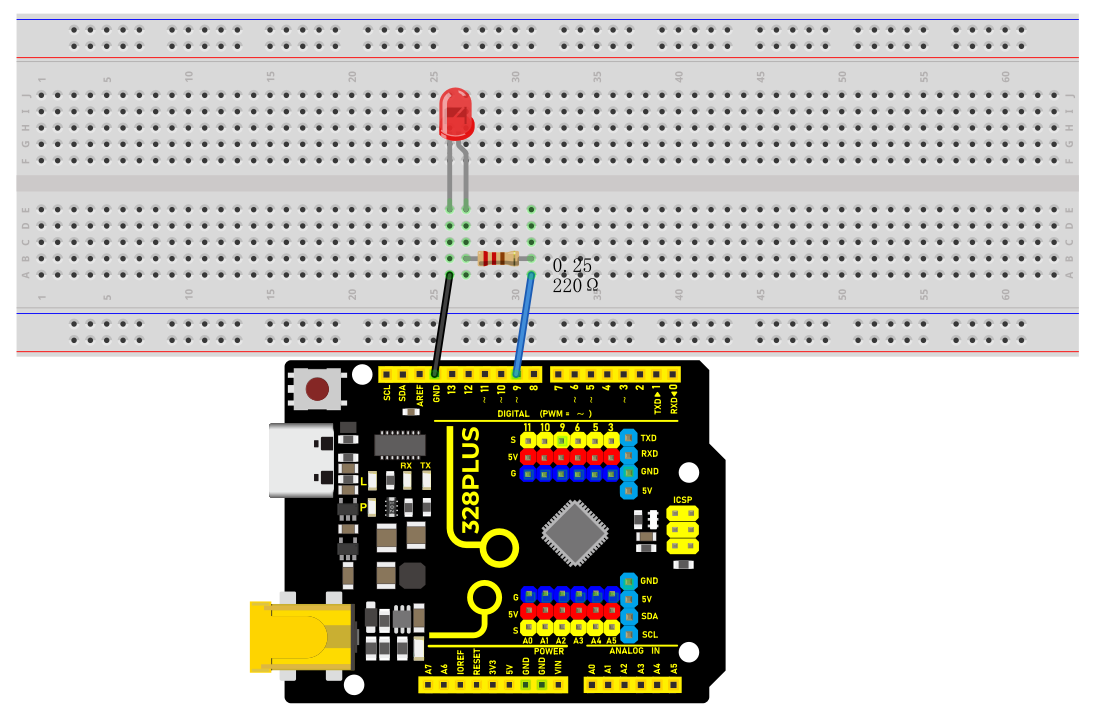 1 5 10 15 20 25 30 35 40 45 50 55 60
J J
I I
H H
G G
F F
E E
D D
C C
B B
A A
0.25
220Ω
1 5 10 15 20 25 30 35 40 45 50 55 60
SCL SDA AREF GND 13 12 ~11 ~10 ~9 8 7 ~6 ~5 4 ~3 2 TXD▶1 RXD◀0
DIGITAL (PWM = ~ )
11 10 9 6 5 3
S
5V
G
TXD
RXD
GND
5V
RX TX
L
P
328PLUS
ICSP
G
5V
S
A0 A1 A2 A3 A4 A5
GND
5V
SDA
SCL
POWER
ANALOG IN
A7 A6 IOREF RESET 3V3 5V GND GND VIN A0 A1 A2 A3 A4 A5